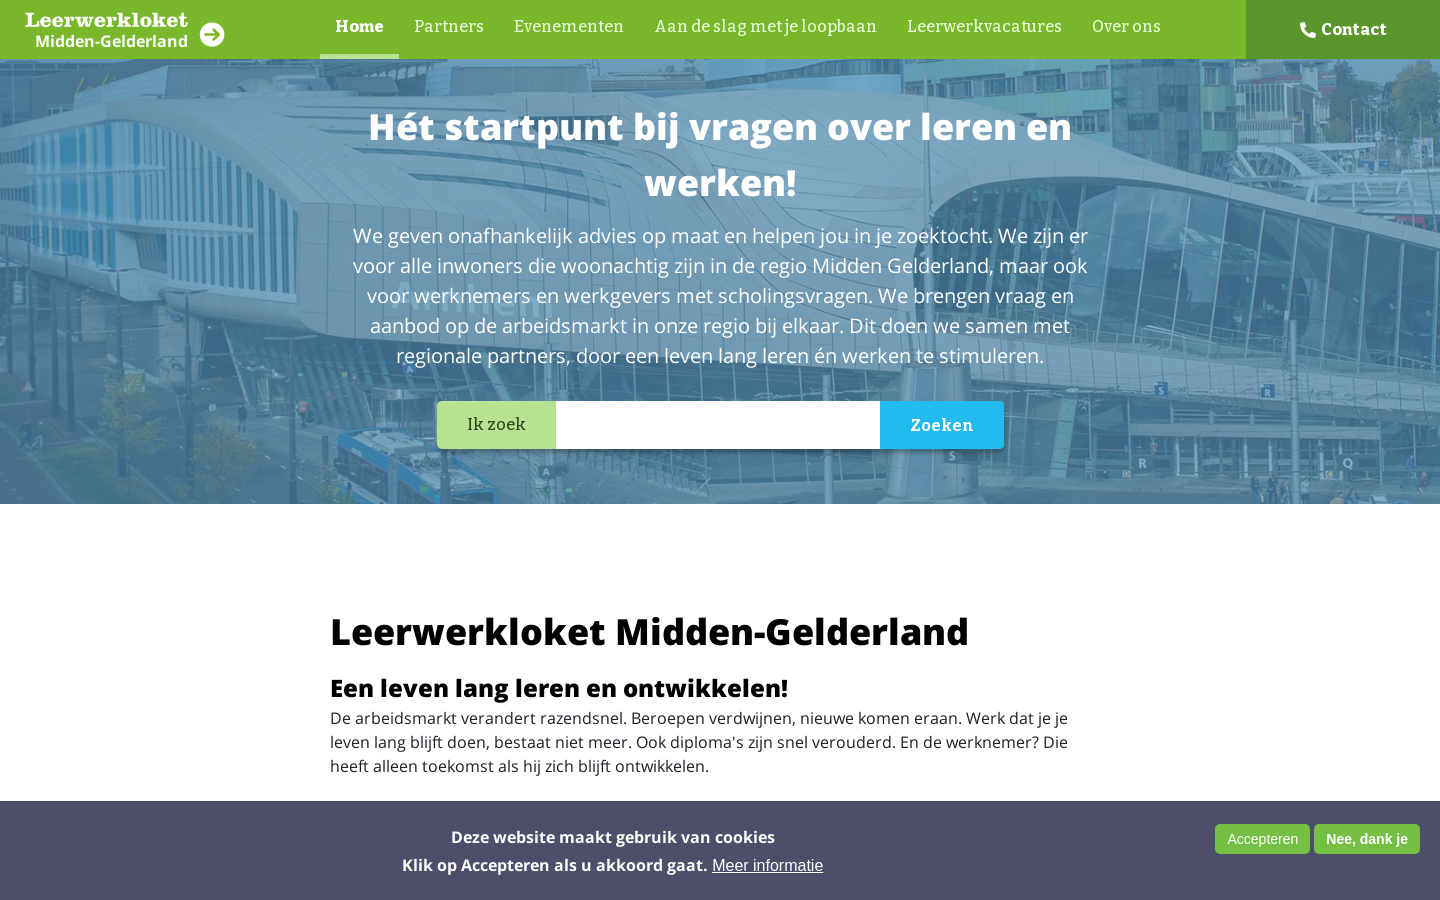 Leerwerkloket
Midden-Gelderland
Home
Partners
Evenementen
Aan de slag met je loopbaan
Leerwerkvacatures
Over ons
Contact
Hét startpunt bij vragen over leren en
werken!
We geven onafhankelijk advies op maat en helpen jou in je zoektocht. We zijn er
voor alle inwoners die woonachtig zijn in de regio Midden Gelderland, maar ook
voor werknemers en werkgevers met scholingsvragen. We brengen vraag en
aanbod op de arbeidsmarkt in onze regio bij elkaar. Dit doen we samen met
regionale partners, door een leven lang leren én werken te stimuleren.
Ik zoek
Zoeken
S
R
S
A
R
Q
Leerwerkloket Midden-Gelderland
Een leven lang leren en ontwikkelen!
De arbeidsmarkt verandert razendsnel. Beroepen verdwijnen, nieuwe komen eraan. Werk dat je je
leven lang blijft doen, bestaat niet meer. Ook diploma's zijn snel verouderd. En de werknemer? Die
heeft alleen toekomst als hij zich blijft ontwikkelen.
Deze website maakt gebruik van cookies
Klik op Accepteren als u akkoord gaat. Meer informatie
Accepteren
Nee, dank je